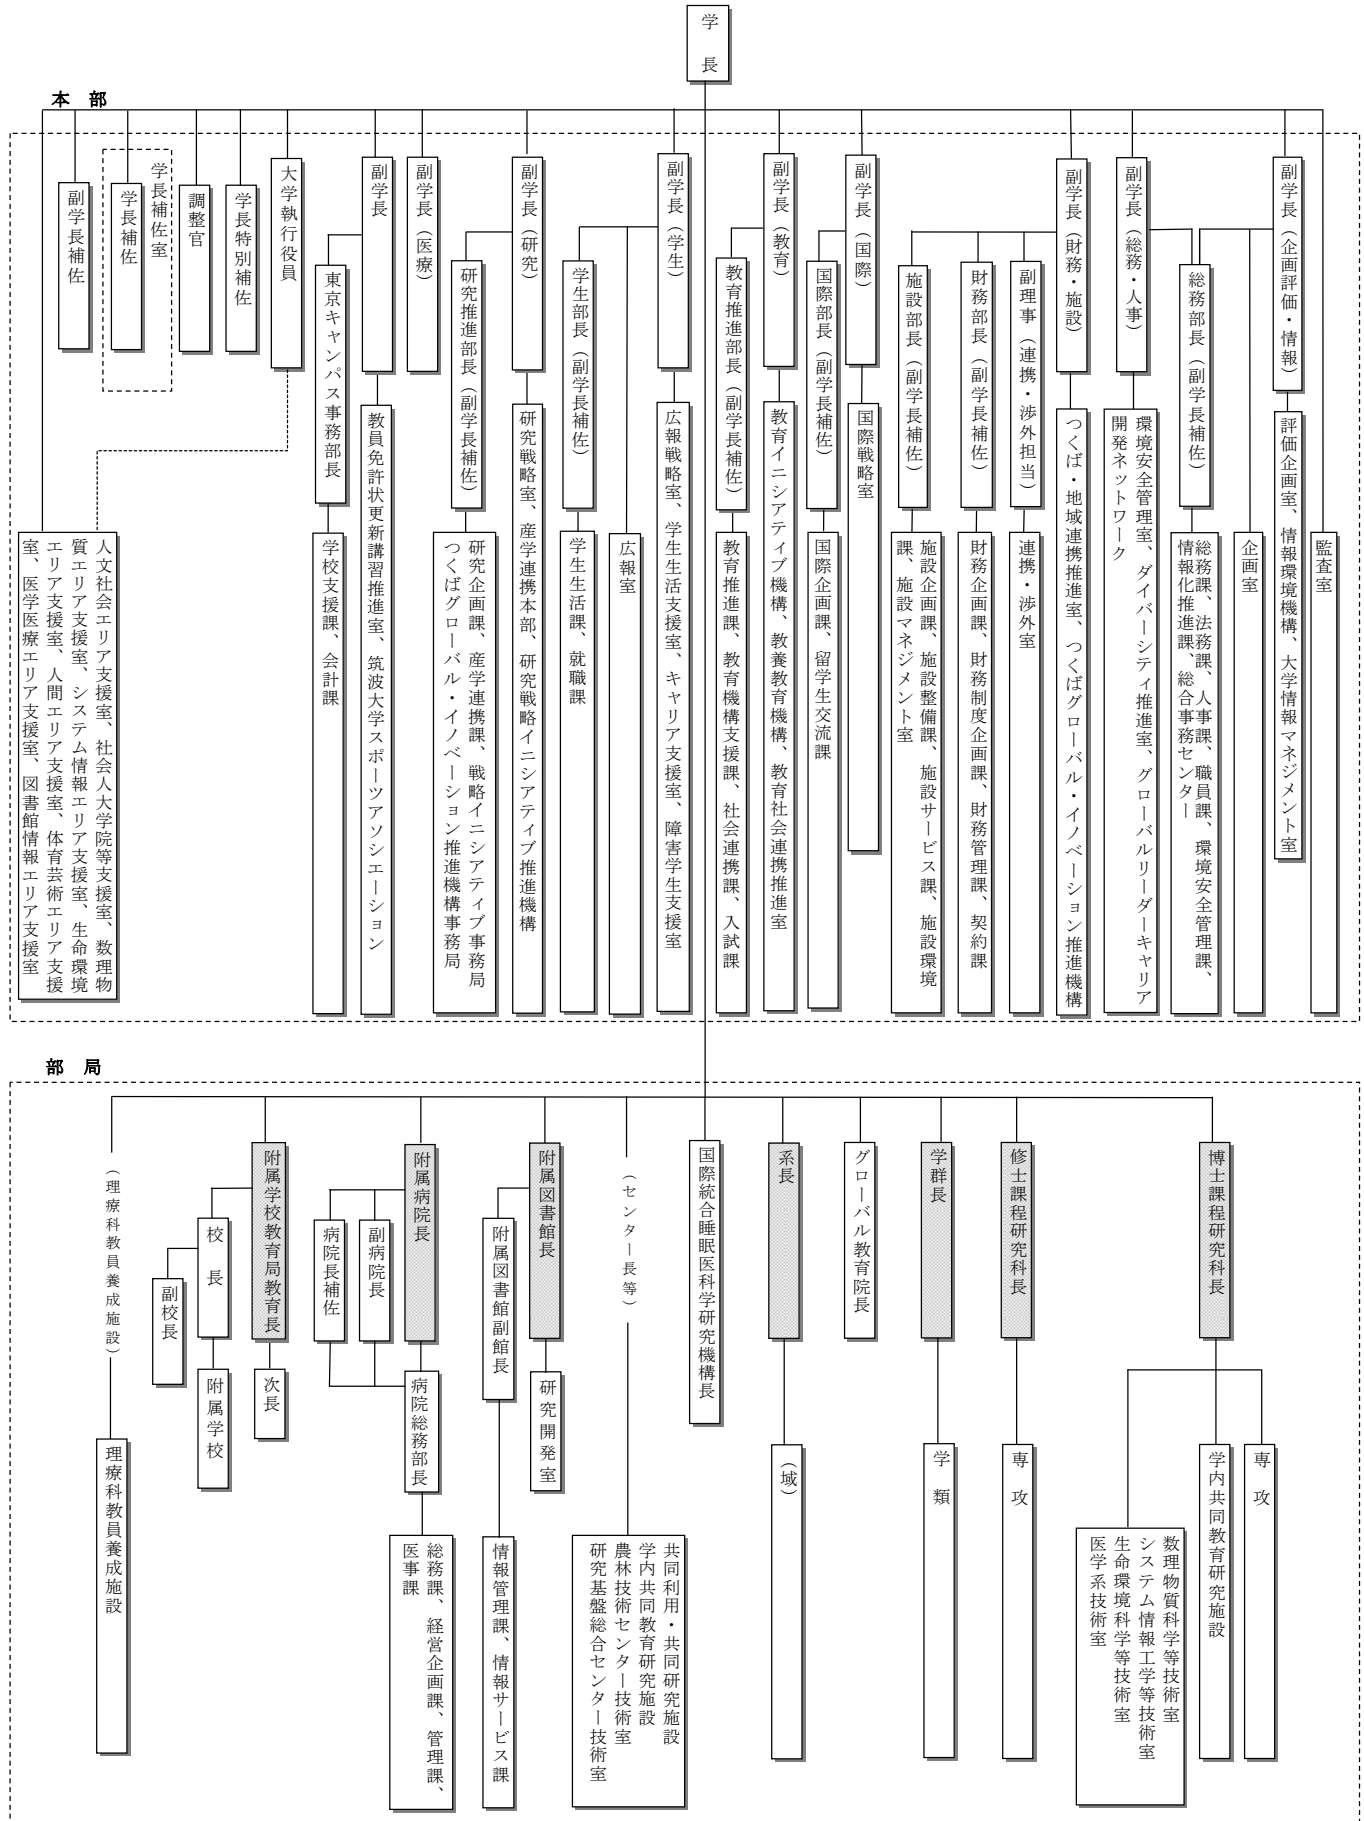 学長
本部
監査室
副学長（企画評価・情報）
評価企画室、情報環境機構、大学情報マネジメント室
企画室
総務部長（副学長補佐）
総務課、法務課、人事課、職員課、環境安全管理課、
情報化推進課、総合事務センター
副学長（総務・人事）
環境安全管理室、ダイバーシティ推進室、グローバルリーダーキャリア
開発ネットワーク
副学長（財務・施設）
つくば・地域連携推進室、つくばグローバル・イノベーション推進機構
副理事（連携・渉外担当）
連携・渉外室
財務部長（副学長補佐）
財務企画課、財務制度企画課、財務管理課、契約課
施設部長（副学長補佐）
施設企画課、施設整備課、施設サービス課、施設環境
課、施設マネジメント室
副学長（国際）
国際戦略室
国際部長（副学長補佐）
国際企画課、留学生交流課
副学長（教育）
教育イニシアティブ機構、教養教育機構、教育社会連携推進室
教育推進部長（副学長補佐）
教育推進課、教育機構支援課、社会連携課、入試課
副学長（学生）
広報戦略室、学生生活支援室、キャリア支援室、障害学生支援室
広報室
学生部長（副学長補佐）
学生生活課、就職課
副学長（研究）
研究戦略室、産学連携本部、研究戦略イニシアティブ推進機構
研究推進部長（副学長補佐）
研究企画課、産学連携課、戦略イニシアティブ事務局
つくばグローバル・イノベーション推進機構事務局
副学長（医療）
副学長
教員免許状更新講習推進室、筑波大学スポーツアソシエーション
東京キャンパス事務部長
学校支援課、会計課
大学執行役員
学長特別補佐
調整官
学長補佐室
学長補佐
副学長補佐
人文社会エリア支援室、社会人大学院等支援室、数理物
質エリア支援室、システム情報エリア支援室、生命環境
エリア支援室、人間エリア支援室、体育芸術エリア支援
室、医学医療エリア支援室、図書館情報エリア支援室
部局
博士課程研究科長
専攻
学内共同教育研究施設
数理物質科学等技術室
システム情報工学等技術室
生命環境科学等技術室
医学系技術室
修士課程研究科長
専攻
学群長
学類
グローバル教育院長
系長
（域）
国際統合睡眠医科学研究機構長
（センター長等）
共同利用・共同研究施設
学内共同教育研究施設
農林技術センター技術室
研究基盤総合センター技術室
附属図書館長
研究開発室
附属図書館副館長
情報管理課、情報サービス課
附属病院長
副病院長
病院長補佐
病院総務部長
総務課、経営企画課、管理課、
医事課
附属学校教育局教育長
次長
校長
附属学校
副校長
（理療科教員養成施設）
理療科教員養成施設